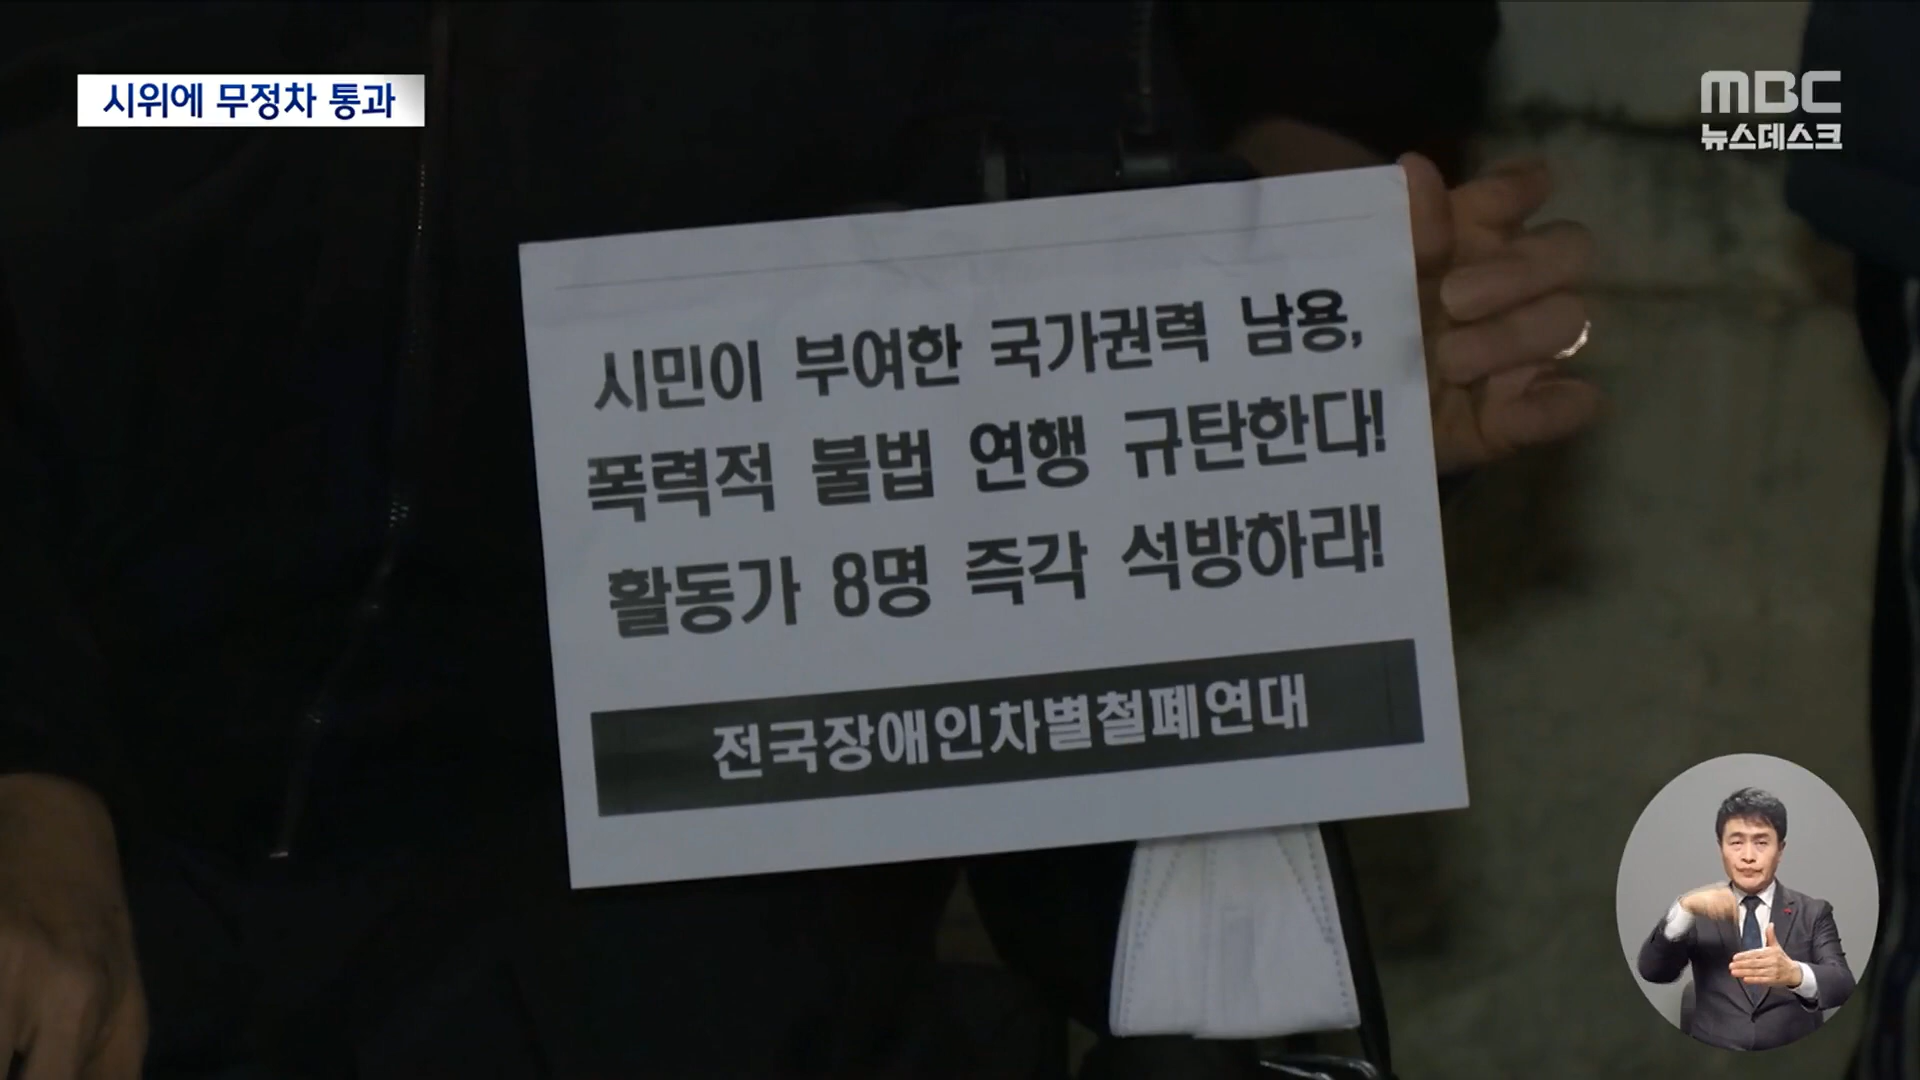 시위에 무정차 통과
MBC
뉴스데스크
시민이 부여한 국가권력 남용,
폭력적 불법 연행 규탄한다!
활동가 8명 즉각 석방하라!
전국장애인차별철폐연대